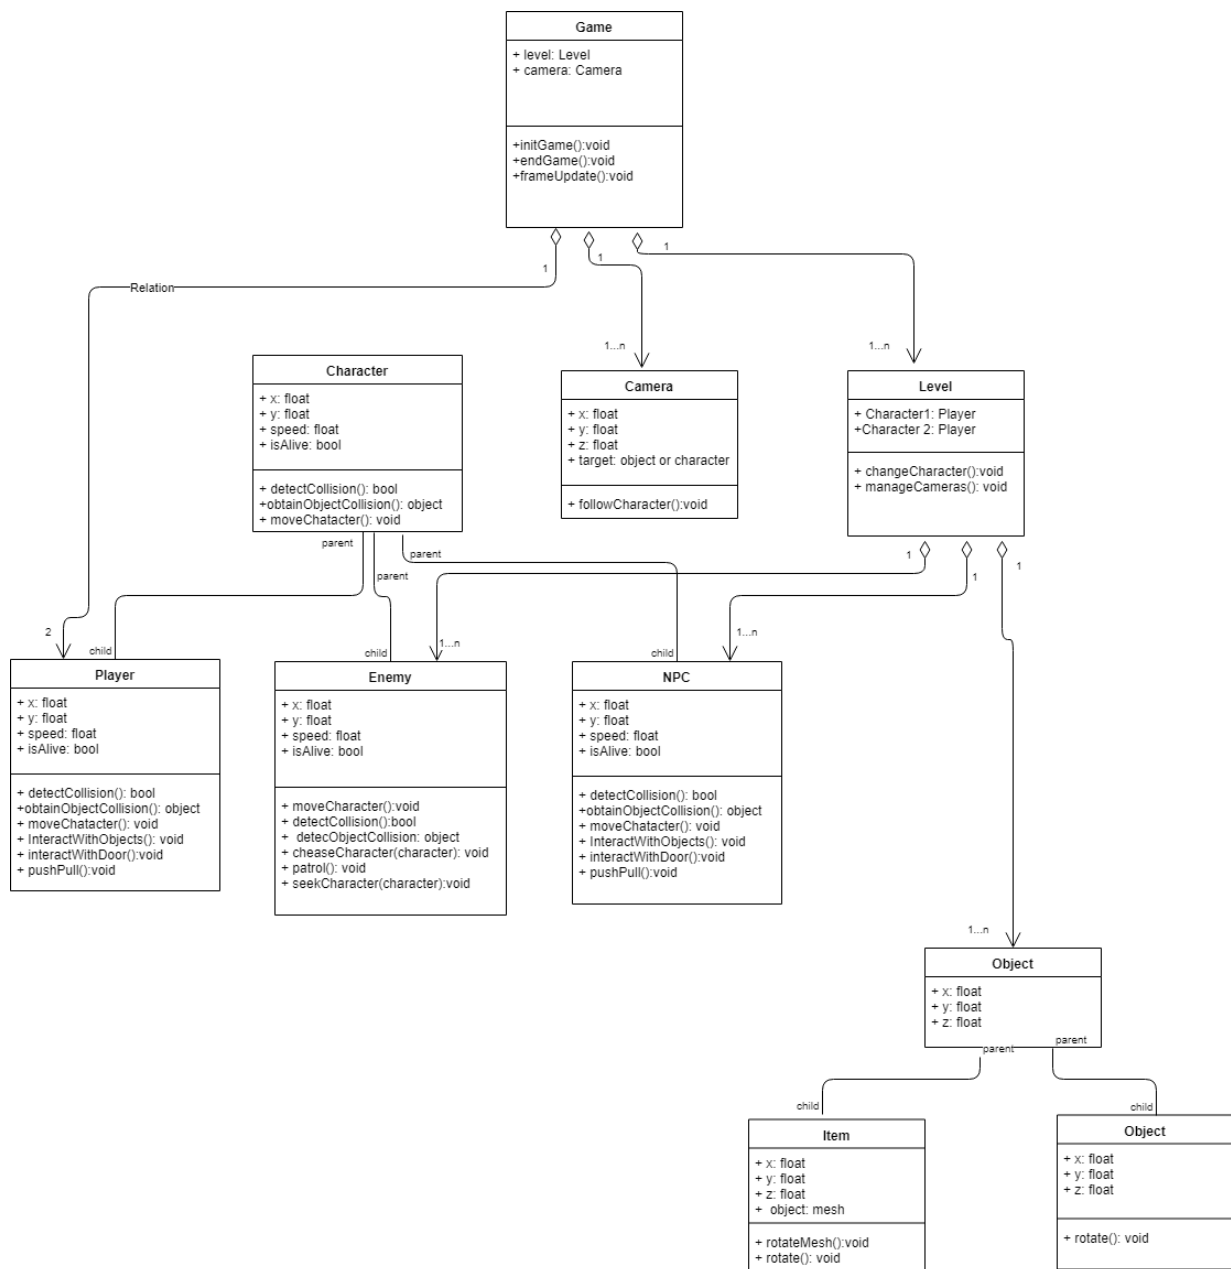 Game
+ level: Level
+ camera: Camera
+initGame():void
+endGame():void
+frameUpdate():void
1
1
1
Relation
1...n
1...n
Character
+ x: float
+ y: float
+ speed: float
+ isAlive: bool
+ detectCollision(): bool
+obtainObjectCollision(): object
+ moveChatacter(): void
Camera
+ x: float
+ y: float
+ z: float
+ target: object or character
+ followCharacter():void
Level
+ Character1: Player
+Character 2: Player
+ changeCharacter():void
+ manageCameras(): void
parent
parent
parent
1
1
1
2
child
child
1...n
child
1...n
Player
+ x: float
+ y: float
+ speed: float
+ isAlive: bool
+ detectCollision(): bool
+obtainObjectCollision(): object
+ moveChatacter(): void
+ InteractWithObjects(): void
+ interactWithDoor():void
+ pushPull():void
Enemy
+ x: float
+ y: float
+ speed: float
+ isAlive: bool
+ moveCharacter():void
+ detectCollision():bool
+ detecObjectCollision: object
+ cheaseCharacter(character): void
+ patrol(): void
+ seekCharacter(character):void
NPC
+ x: float
+ y: float
+ speed: float
+ isAlive: bool
+ detectCollision(): bool
+obtainObjectCollision(): object
+ moveChatacter(): void
+ InteractWithObjects(): void
+ interactWithDoor():void
+ pushPull():void
1...n
Object
+ x: float
+ y: float
+ z: float
parent
parent
child
child
Item
+ x: float
+ y: float
+ z: float
+ object: mesh
+ rotateMesh():void
+ rotate(): void
Object
+ x: float
+ y: float
+ z: float
+ rotate(): void